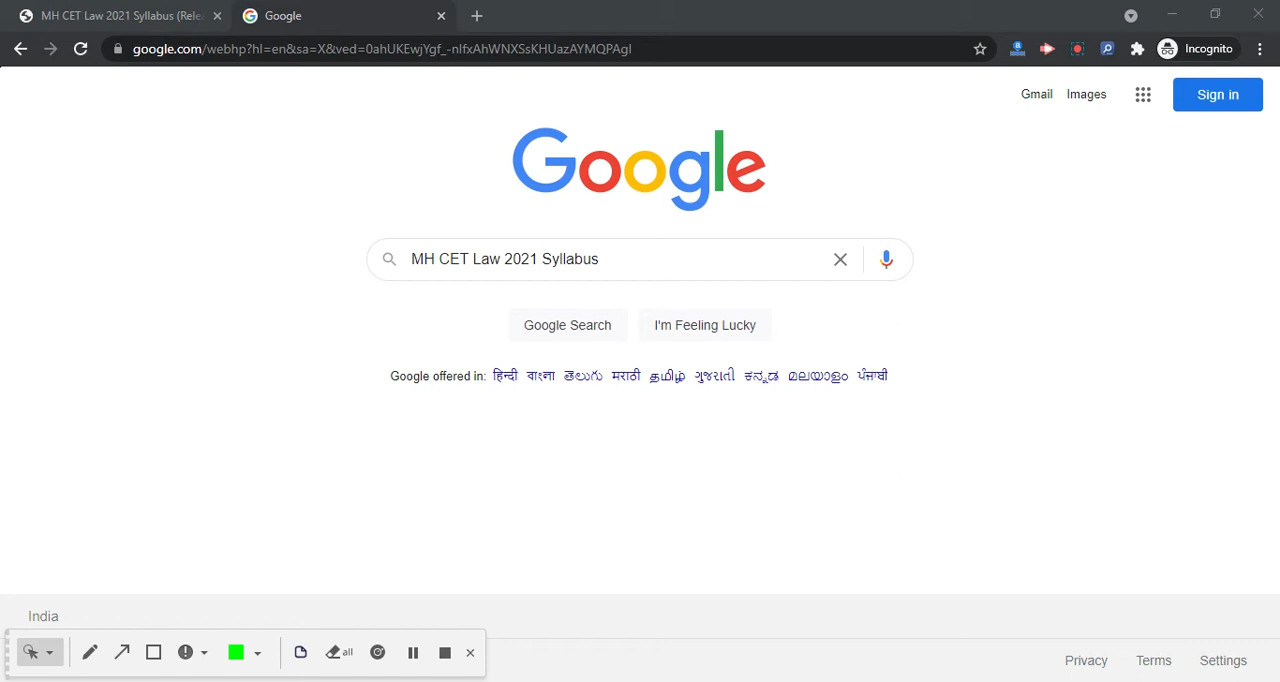 MH CET Law 2021 Syllabus (Rele
Google
google.com/webhp?hl=en&sa=X&ved=0ahUKEwjYgf_-nIfxAhWNXSsKHUazAYMQPAgI
Incognito
Gmail Images Sign in
Google
MH CET Law 2021 Syllabus
Google Search I'm Feeling Lucky
Google offered in: हिन्दी বাংলা తెలుగు मराठी தமிழ் ગુજરાતી ಕನ್ನಡ മലയാളം ਪੰਜਾਬੀ
India
all
Privacy Terms Settings